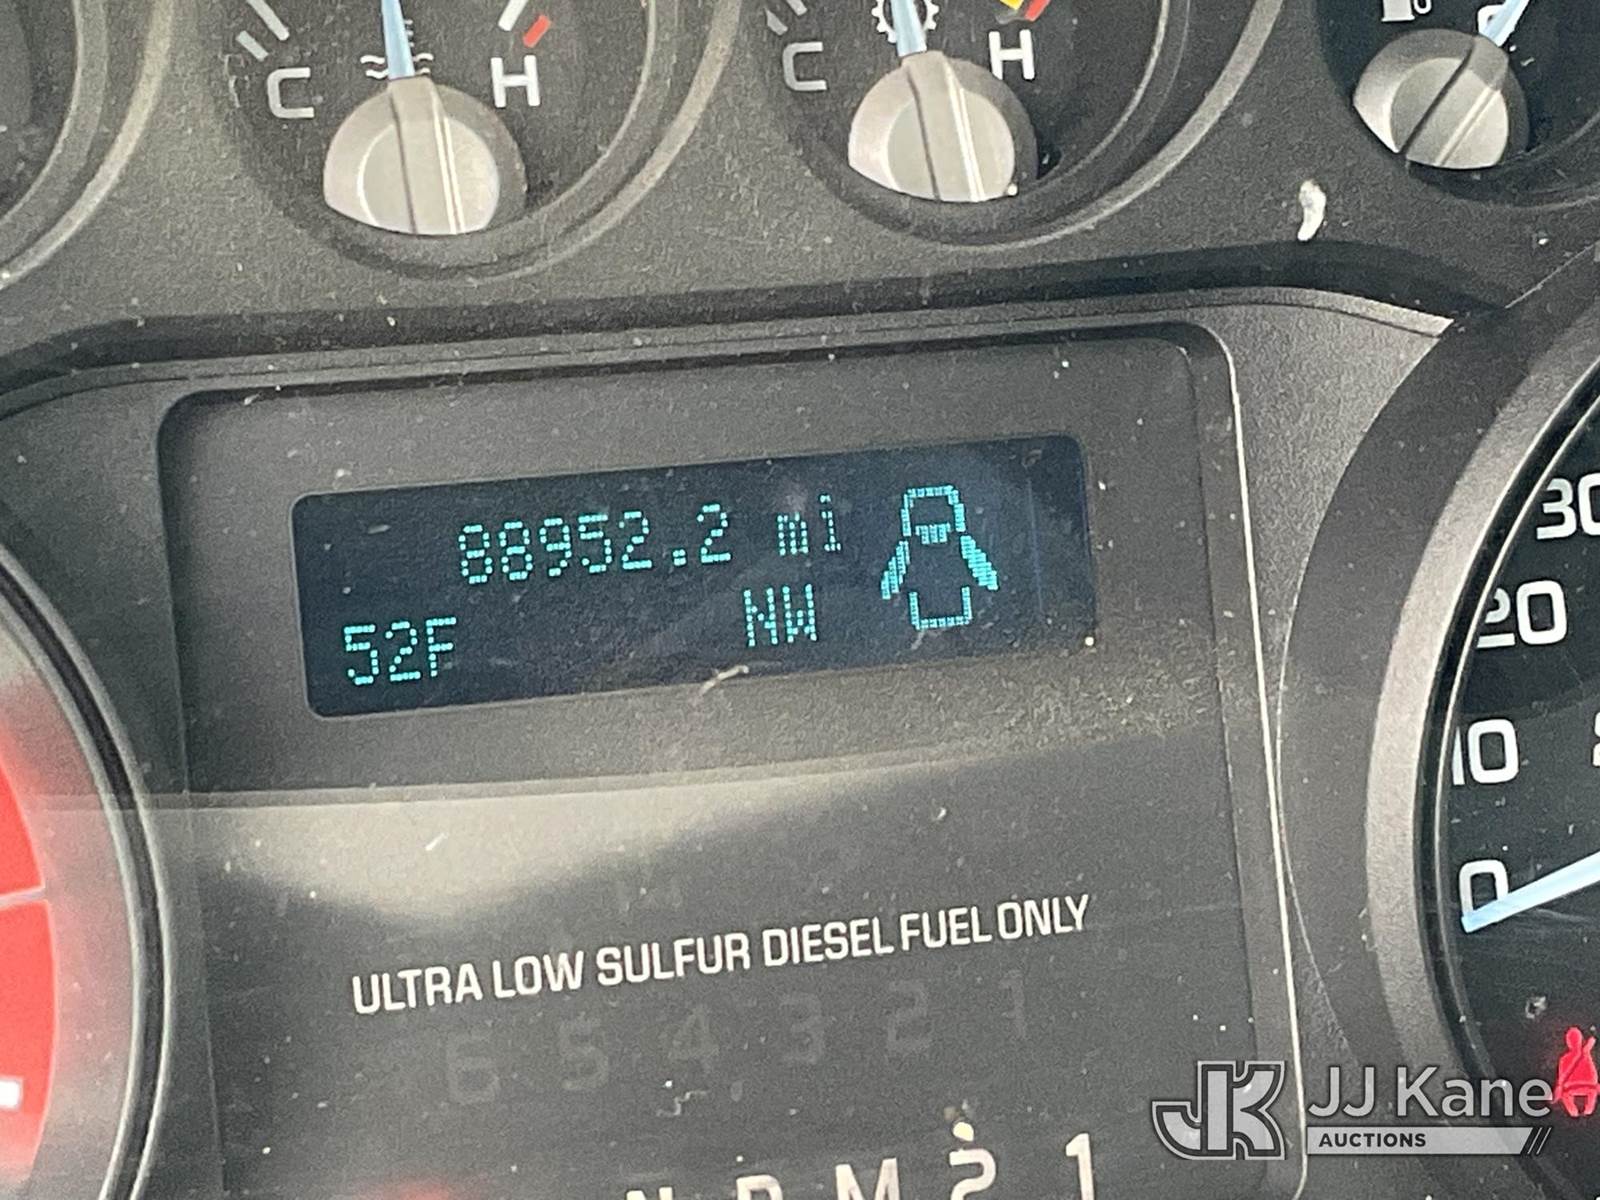 C H
C H
88952.2 mi
52F NW
30
20
10
0
ULTRA LOW SULFUR DIESEL FUEL ONLY
6 5 4 3 2 1
N D M 2 1
JK JJ Kane
AUCTIONS